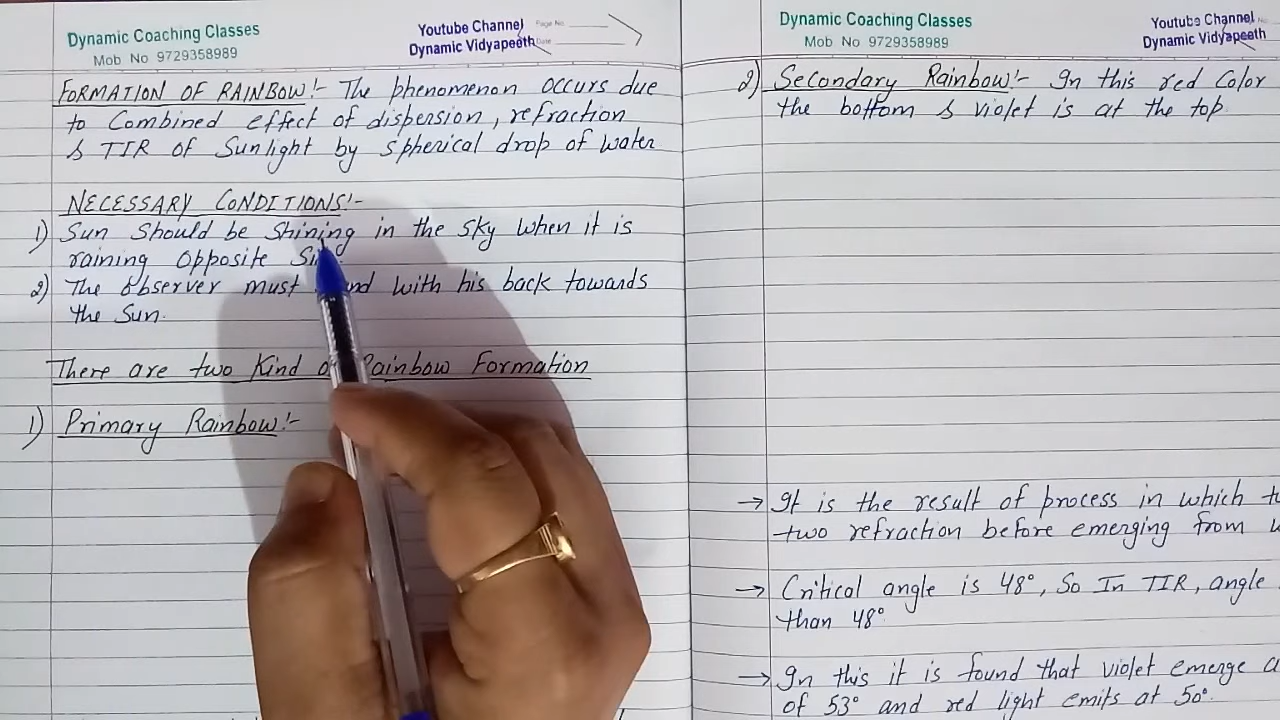 Dynamic Coaching Classes
Mob No 9729358989
Youtube Channel
Dynamic Vidyapeeth
Page No.
Date
FORMATION OF RAINBOW!- The phenomenon occurs due
to Combined effect of dispension, refraction
& TIR of Sunlight by spherical drop of water
NECESSARY CONDITIONS!-
1) Sun should be shining in the sky when it is
raining opposite
2) The observer must with his back towards
the Sun.
There are two Kind Rainbow Formation
1) Primary Rainbow!-
Dynamic Coaching Classes
Mob No 9729358989
Youtube Channel
Dynamic Vidyapeeth
2) Secondary Rainbow!- In this red Color
the bottom & violet is at the top
→ It is the result of process in which
two refraction before emerging from
→ Critical angle is 48°, So In TIR, angle
than 48°
→ In this it is found that violet emerge
of 53° and red light emits at 50°.